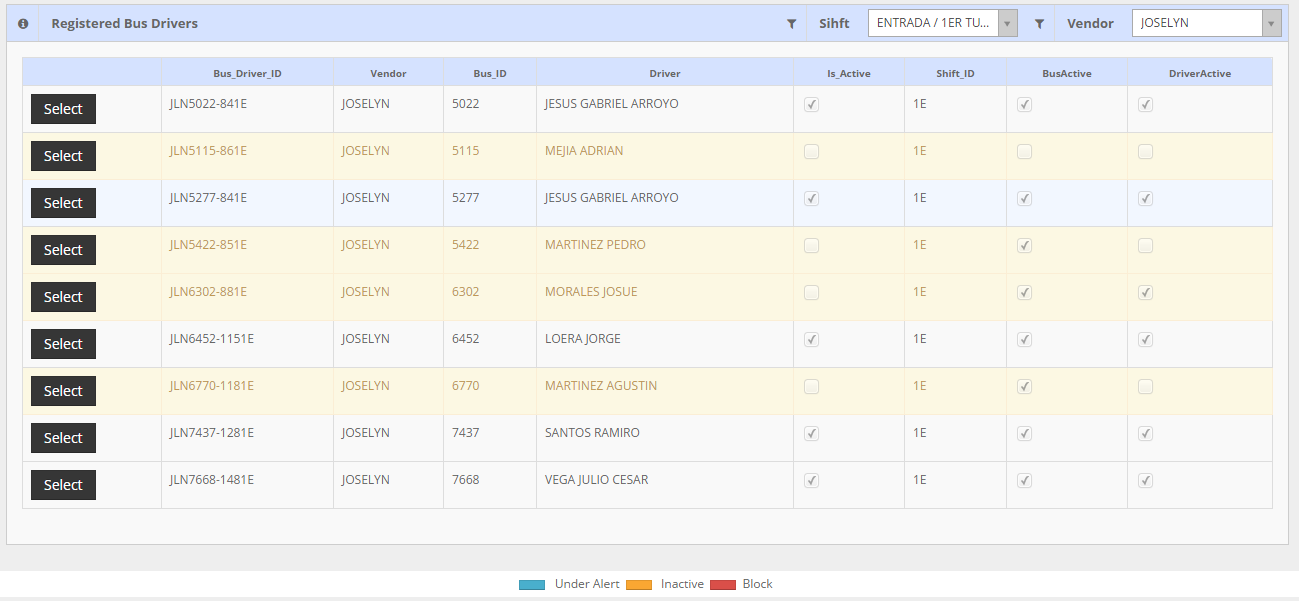 Registered Bus Drivers Sihft ENTRADA / 1ER TU... Vendor JOSELYN
Bus_Driver_ID Vendor Bus_ID Driver Is_Active Shift_ID BusActive DriverActive
Select JLN5022-841E JOSELYN 5022 JESUS GABRIEL ARROYO 1E
Select JLN5115-861E JOSELYN 5115 MEJIA ADRIAN 1E
Select JLN5277-841E JOSELYN 5277 JESUS GABRIEL ARROYO 1E
Select JLN5422-851E JOSELYN 5422 MARTINEZ PEDRO 1E
Select JLN6302-881E JOSELYN 6302 MORALES JOSUE 1E
Select JLN6452-1151E JOSELYN 6452 LOERA JORGE 1E
Select JLN6770-1181E JOSELYN 6770 MARTINEZ AGUSTIN 1E
Select JLN7437-1281E JOSELYN 7437 SANTOS RAMIRO 1E
Select JLN7668-1481E JOSELYN 7668 VEGA JULIO CESAR 1E
Under Alert Inactive Block